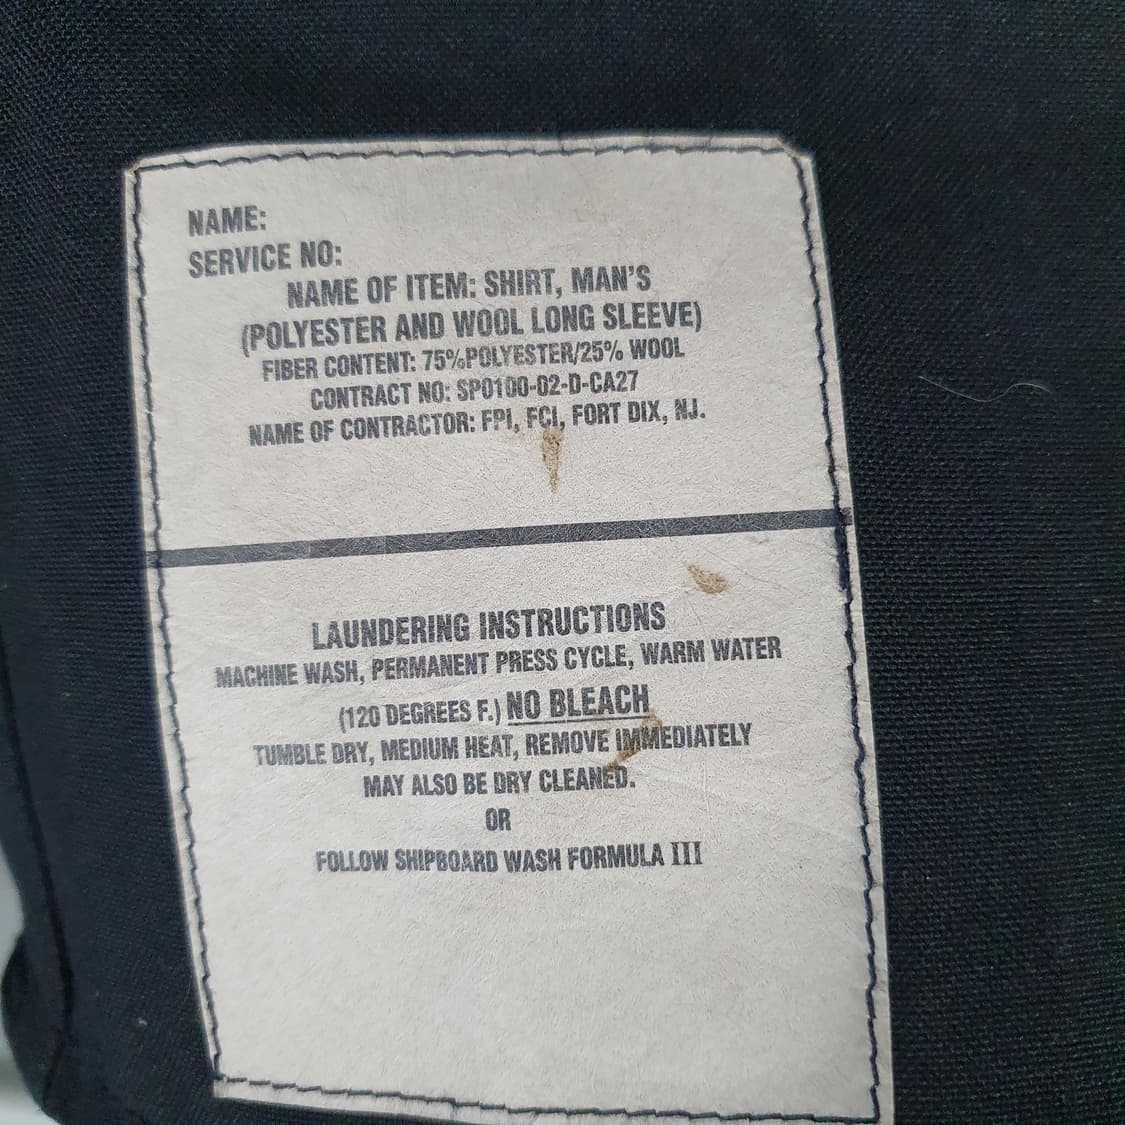 NAME:
SERVICE NO:
NAME OF ITEM: SHIRT, MAN'S
(POLYESTER AND WOOL LONG SLEEVE)
FIBER CONTENT: 75%POLYESTER/25% WOOL
CONTRACT NO: SP0100-02-D-CA27
NAME OF CONTRACTOR: FPI, FCI, FORT DIX, NJ.
LAUNDERING INSTRUCTIONS
MACHINE WASH, PERMANENT PRESS CYCLE, WARM WATER
(120 DEGREES F.) NO BLEACH
TUMBLE DRY, MEDIUM HEAT, REMOVE IMMEDIATELY
MAY ALSO BE DRY CLEANED.
OR
FOLLOW SHIPBOARD WASH FORMULA III